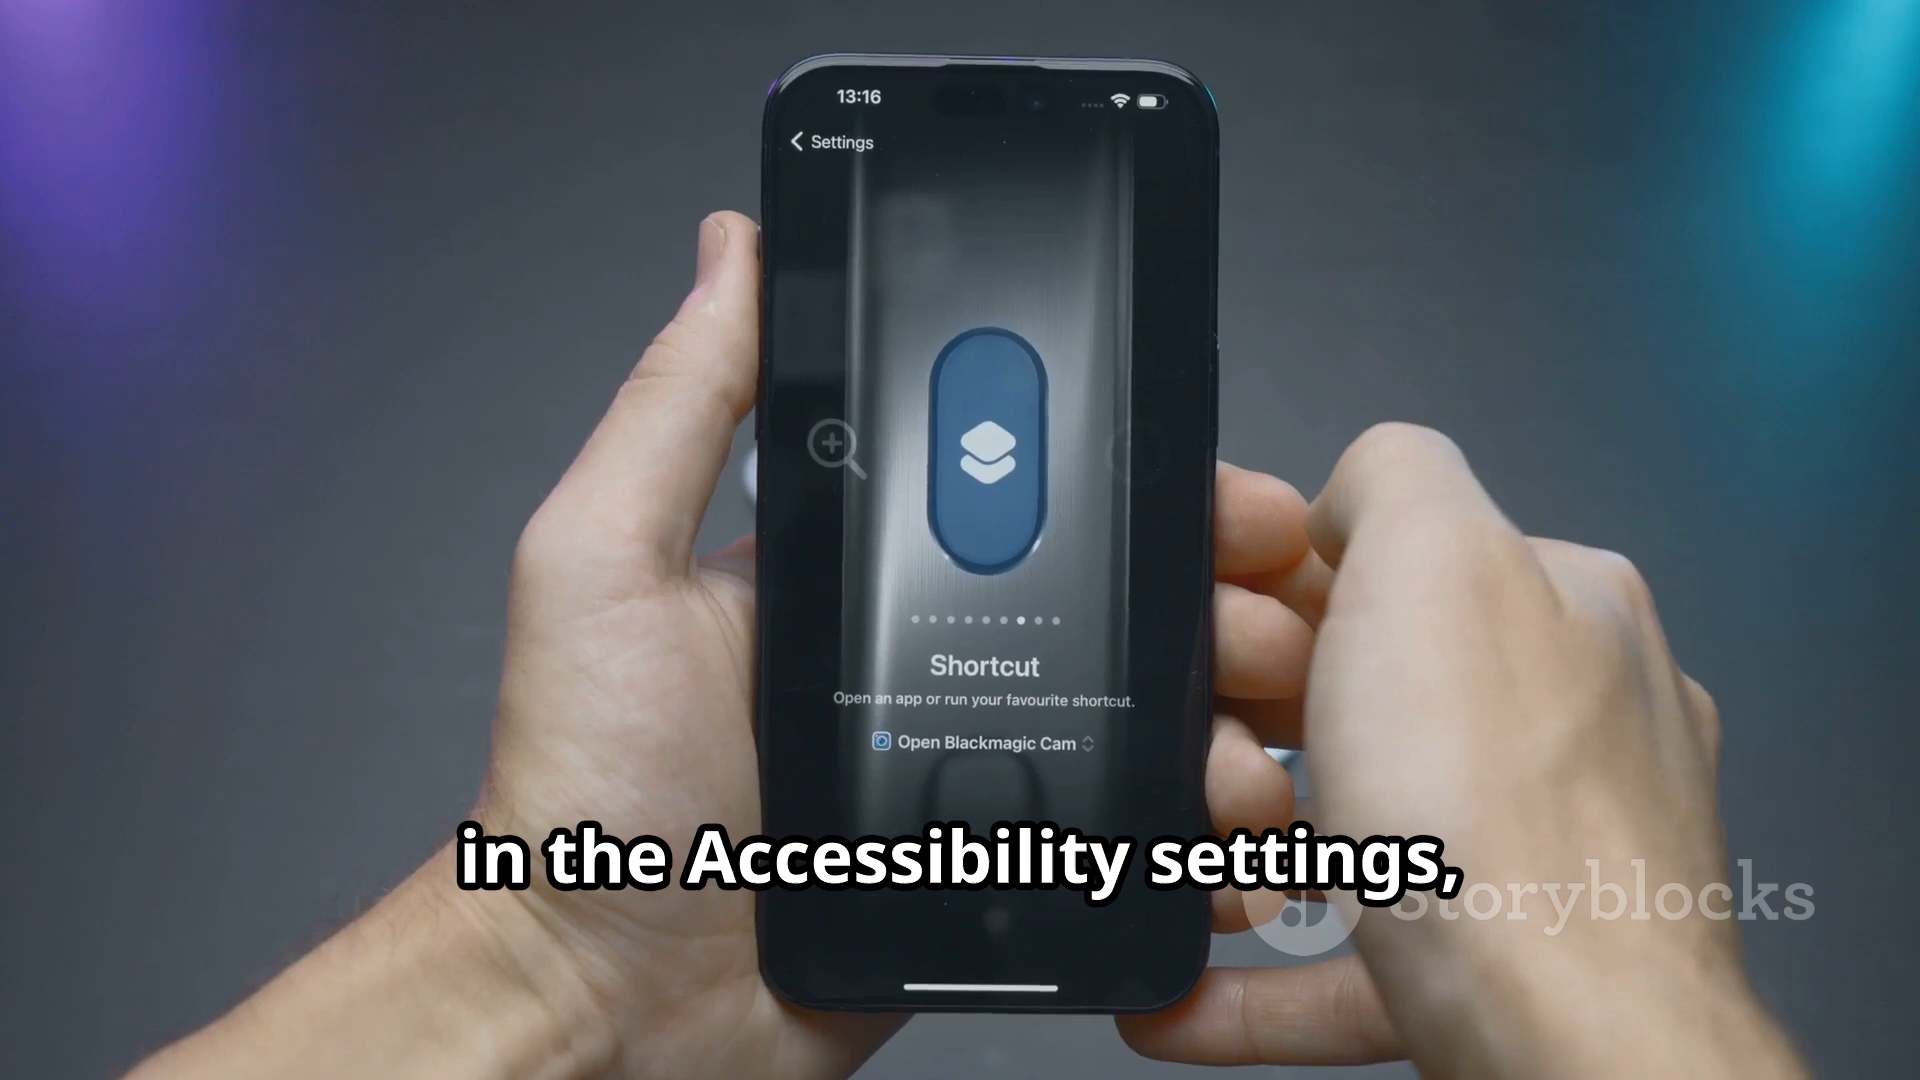 13:16
Settings
Shortcut
Open an app or run your favourite shortcut.
Open Blackmagic Cam
in the Accessibility settings,
Storyblocks